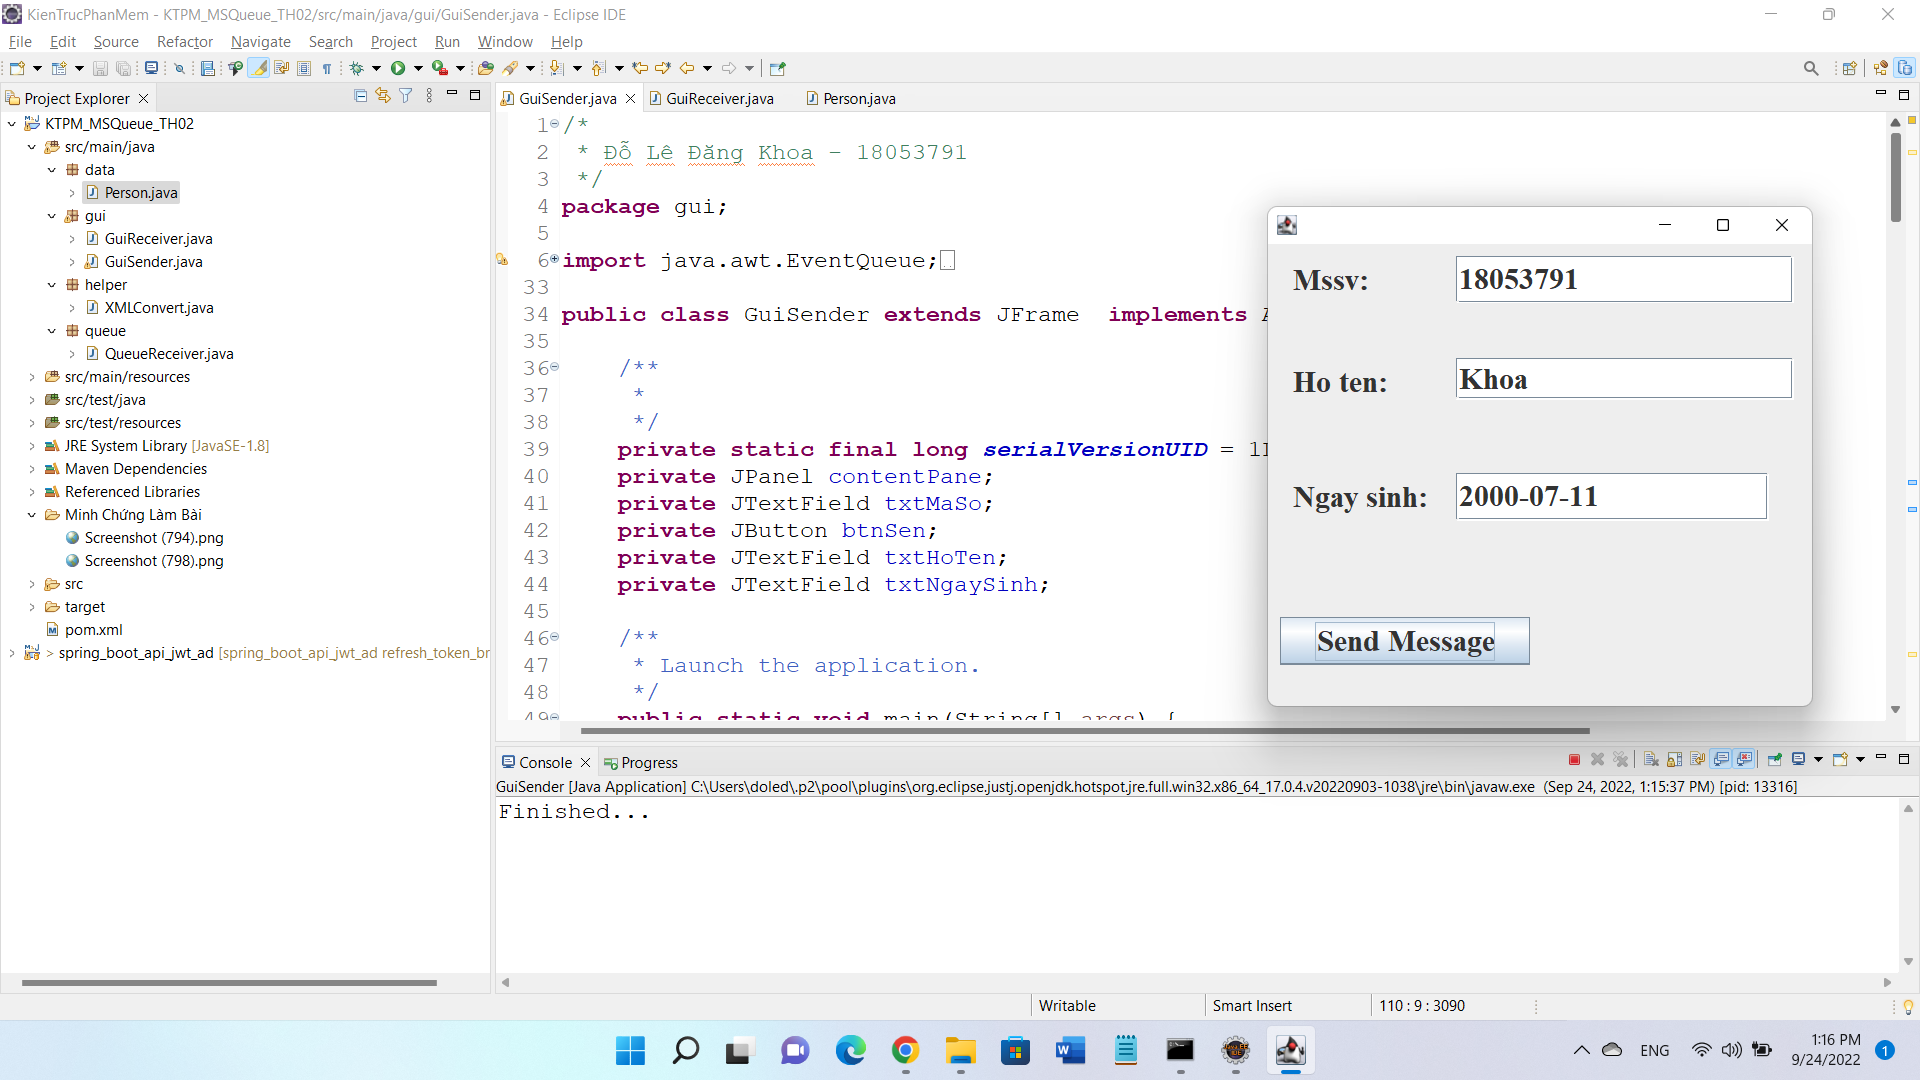 KienTrucPhanMem - KTPM_MSQueue_TH02/src/main/java/gui/GuiSender.java - Eclipse IDE
File Edit Source Refactor Navigate Search Project Run Window Help
Project Explorer
KTPM_MSQueue_TH02
src/main/java
data
Person.java
gui
GuiReceiver.java
GuiSender.java
helper
XMLConvert.java
queue
QueueReceiver.java
src/main/resources
src/test/java
src/test/resources
JRE System Library [JavaSE-1.8]
Maven Dependencies
Referenced Libraries
Minh Chứng Làm Bài
Screenshot (794).png
Screenshot (798).png
src
target
pom.xml
> spring_boot_api_jwt_ad [spring_boot_api_jwt_ad refresh_token_br
GuiSender.java GuiReceiver.java Person.java
1 /*
2 * Đỗ Lê Đăng Khoa - 18053791
3 */
4 package gui;
5
6 import java.awt.EventQueue;
33
34 public class GuiSender extends JFrame implements A
35
36 /**
37 *
38 */
39 private static final long serialVersionUID = 1L
40 private JPanel contentPane;
41 private JTextField txtMaSo;
42 private JButton btnSen;
43 private JTextField txtHoTen;
44 private JTextField txtNgaySinh;
45
46 /**
47 * Launch the application.
48 */
49 public static void main(String[] args) {
Mssv: 18053791
Ho ten: Khoa
Ngay sinh: 2000-07-11
Send Message
Console Progress
GuiSender [Java Application] C:\Users\doled\.p2\pool\plugins\org.eclipse.justj.openjdk.hotspot.jre.full.win32.x86_64_17.0.4.v20220903-1038\jre\bin\javaw.exe (Sep 24, 2022, 1:15:37 PM) [pid: 13316]
Finished...
Writable Smart Insert 110 : 9 : 3090
ENG
1:16 PM
9/24/2022
1